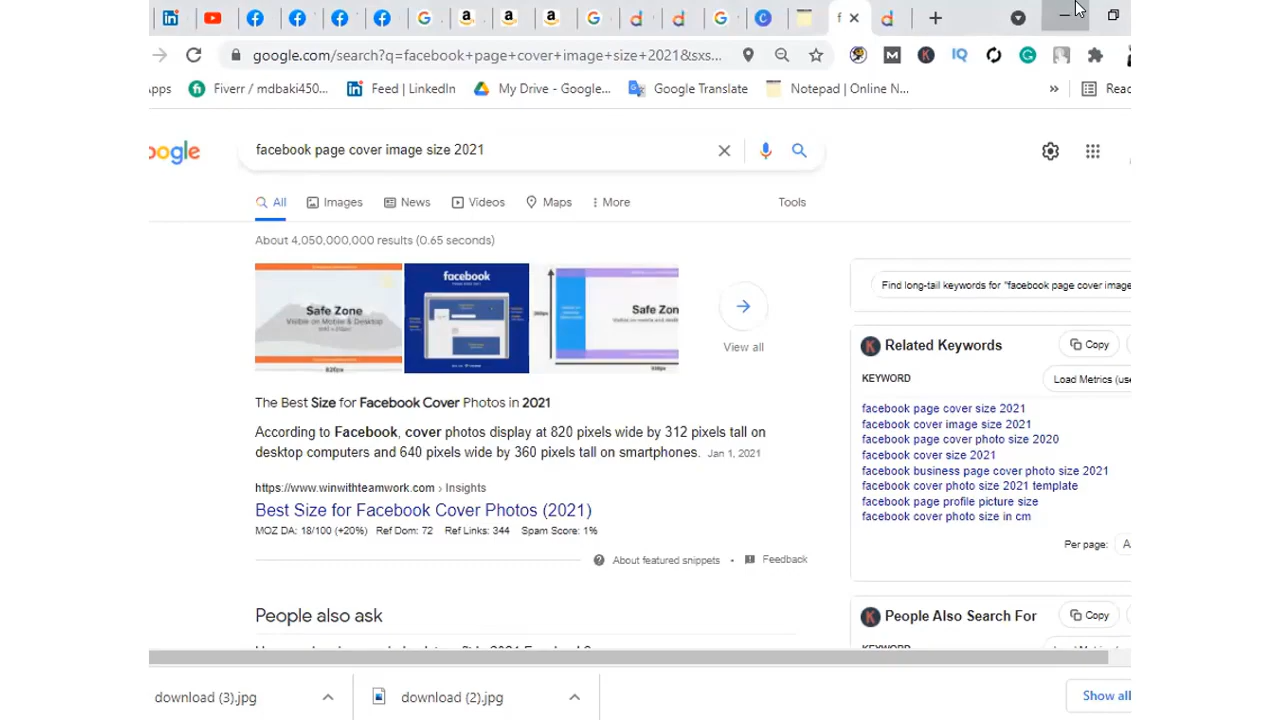 google.com/search?q=facebook+page+cover+image+size+2021&sxs...
Apps
Fiverr / mdbaki450...
Feed | LinkedIn
My Drive - Google...
Google Translate
Notepad | Online N...
»
Read
oogle
facebook page cover image size 2021
All
Images
News
Videos
Maps
More
Tools
About 4,050,000,000 results (0.65 seconds)
Safe Zone
Visible on Mobile & Desktop
820px
facebook
Safe Zon
View all
The Best Size for Facebook Cover Photos in 2021
According to Facebook, cover photos display at 820 pixels wide by 312 pixels tall on
desktop computers and 640 pixels wide by 360 pixels tall on smartphones. Jan 1, 2021
https://www.winwithteamwork.com › Insights
Best Size for Facebook Cover Photos (2021)
MOZ DA: 18/100 (+20%) Ref Dom: 72 Ref Links: 344 Spam Score: 1%
About featured snippets • Feedback
People also ask
Find long-tail keywords for "facebook page cover image
Related Keywords
Copy
KEYWORD
Load Metrics (use
facebook page cover size 2021
facebook cover image size 2021
facebook page cover photo size 2020
facebook cover size 2021
facebook business page cover photo size 2021
facebook cover photo size 2021 template
facebook page profile picture size
facebook cover photo size in cm
Per page:
People Also Search For
Copy
KEYWORD
download (3).jpg
download (2).jpg
Show all